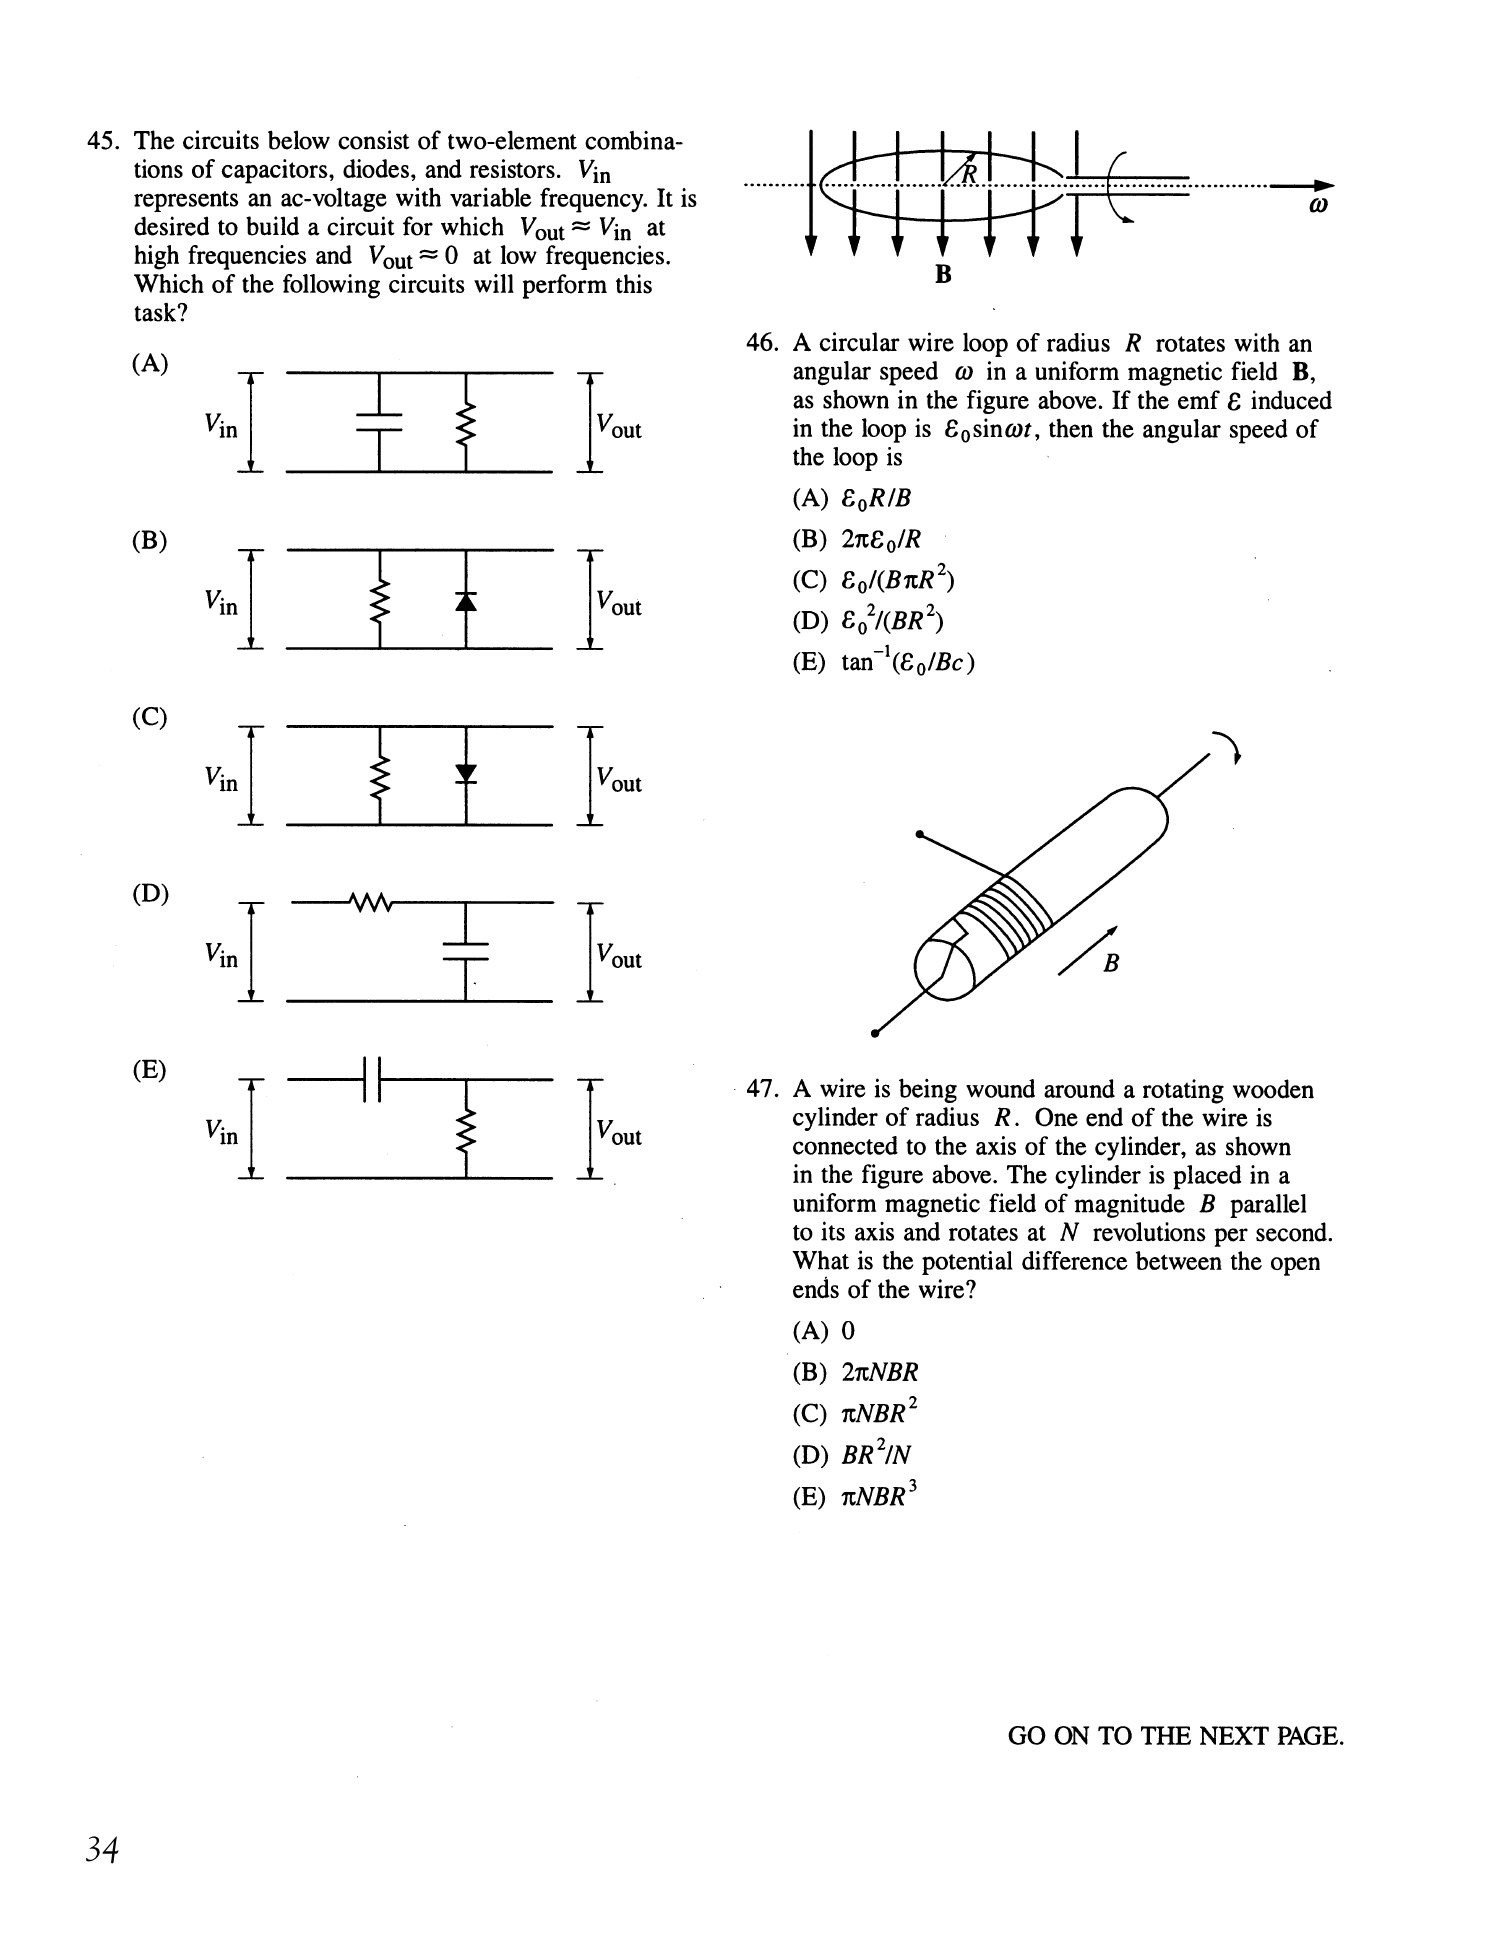 45. The circuits below consist of two-element combina-
tions of capacitors, diodes, and resistors. Vin
represents an ac-voltage with variable frequency. It is
desired to build a circuit for which Vout ≈ Vin at
high frequencies and Vout ≈ 0 at low frequencies.
Which of the following circuits will perform this
task?
(A)
Vin
Vout
(B)
Vin
Vout
(C)
Vin
Vout
(D)
Vin
Vout
(E)
Vin
Vout
R
ω
B
46. A circular wire loop of radius R rotates with an
angular speed ω in a uniform magnetic field B,
as shown in the figure above. If the emf ℰ induced
in the loop is ℰ₀sinωt, then the angular speed of
the loop is
(A) ℰ₀R/B
(B) 2πℰ₀/R
(C) ℰ₀/(BπR²)
(D) ℰ₀²/(BR²)
(E) tan⁻¹(ℰ₀/Bc)
B
47. A wire is being wound around a rotating wooden
cylinder of radius R. One end of the wire is
connected to the axis of the cylinder, as shown
in the figure above. The cylinder is placed in a
uniform magnetic field of magnitude B parallel
to its axis and rotates at N revolutions per second.
What is the potential difference between the open
ends of the wire?
(A) 0
(B) 2πNBR
(C) πNBR²
(D) BR²/N
(E) πNBR³
GO ON TO THE NEXT PAGE.
34